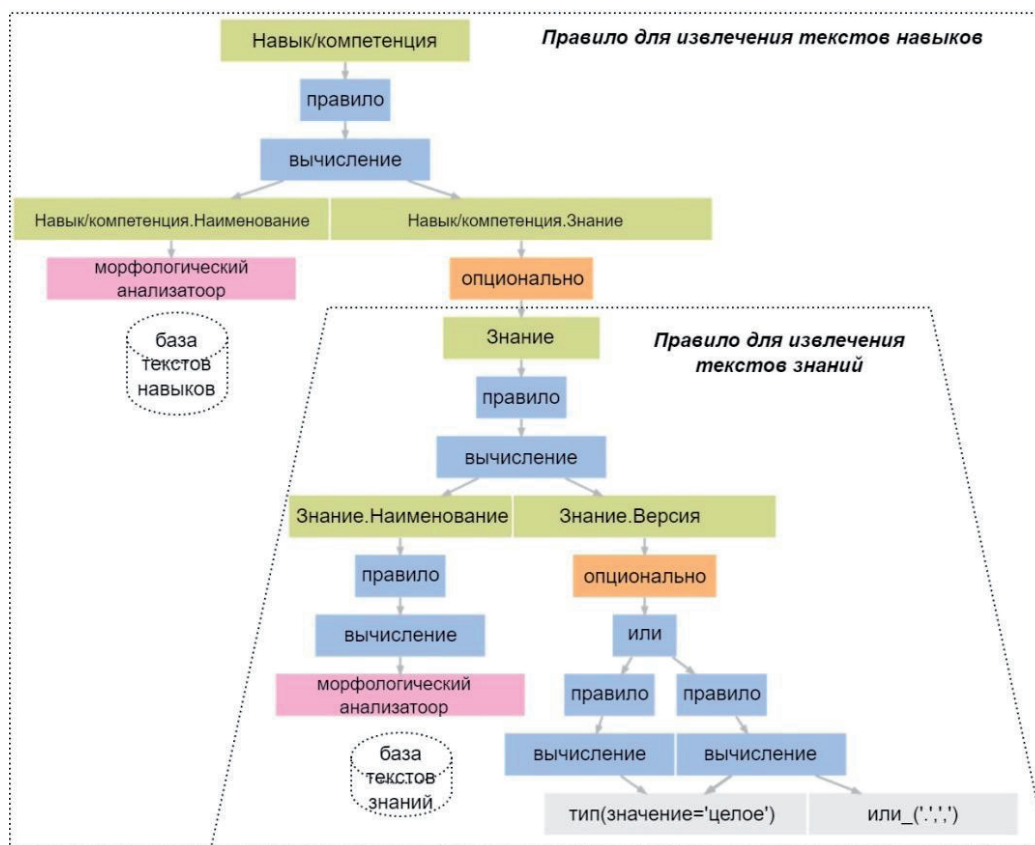 Навык/компетенция
Правило для извлечения текстов навыков
правило
вычисление
Навык/компетенция.Наименование
Навык/компетенция.Знание
морфологический
анализатоор
опционально
база
текстов
навыков
Знание
Правило для извлечения
текстов знаний
правило
вычисление
Знание.Наименование
Знание.Версия
правило
опционально
вычисление
или
морфологический
анализатоор
правило
правило
база
текстов
знаний
вычисление
вычисление
тип(значение='целое')
или_('.',',')